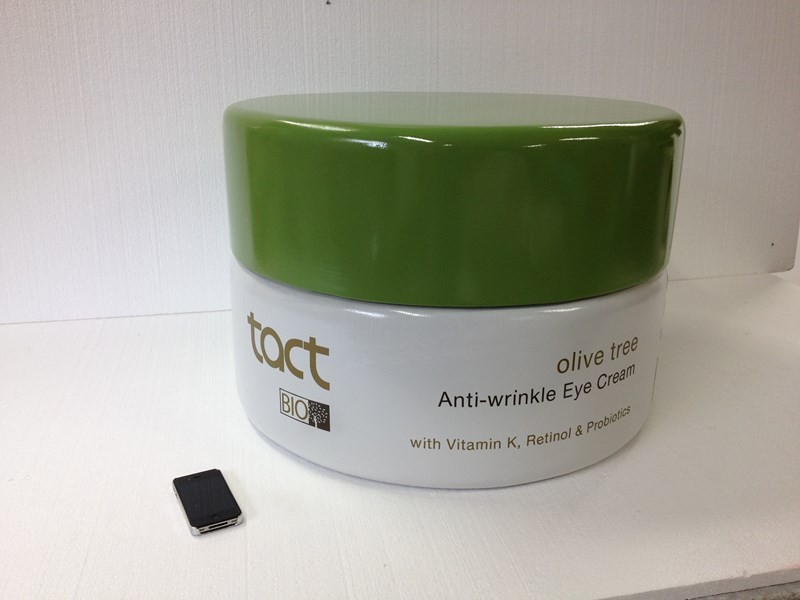 tact
BIO
olive tree
Anti-wrinkle Eye Cream
with Vitamin K, Retinol & Probiotics